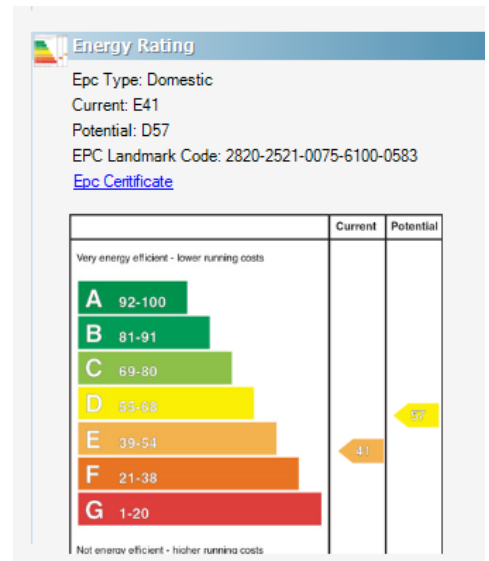 Energy Rating
Epc Type: Domestic
Current: E41
Potential: D57
EPC Landmark Code: 2820-2521-0075-6100-0583
Epc Ceritificate
Current Potential
Very energy efficient - lower running costs
A 92-100
B 81-91
C 69-80
D 55-68
57
E 39-54
41
F 21-38
G 1-20
Not energy efficient - higher running costs